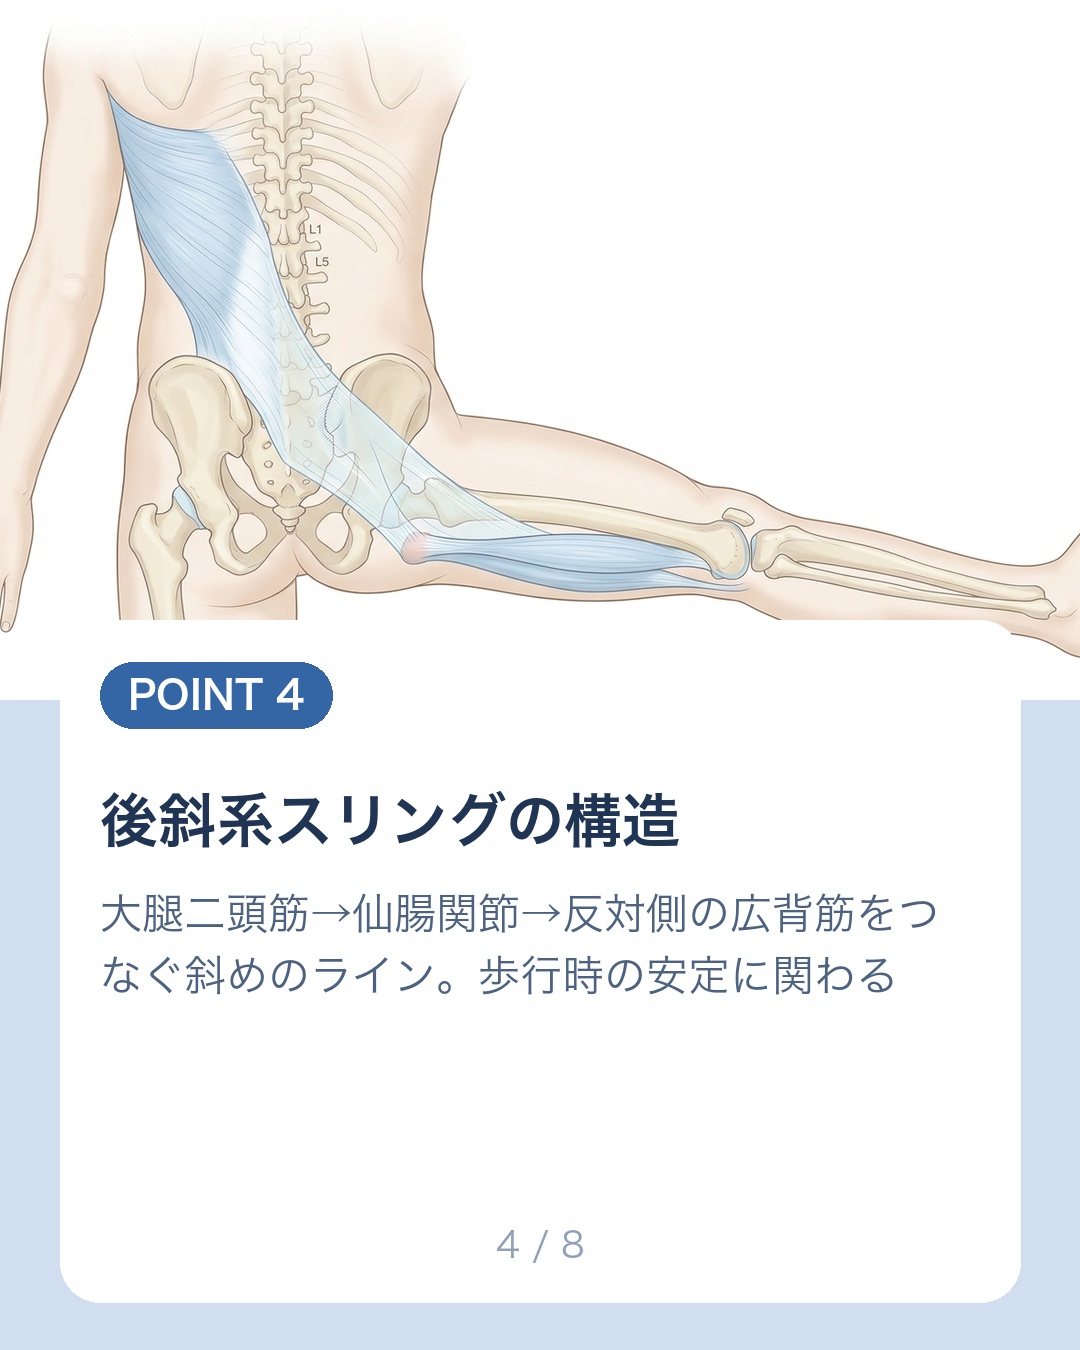 L1
L5
POINT 4
後斜系スリングの構造
大腿二頭筋→仙腸関節→反対側の広背筋をつ
なぐ斜めのライン。歩行時の安定に関わる
4 / 8